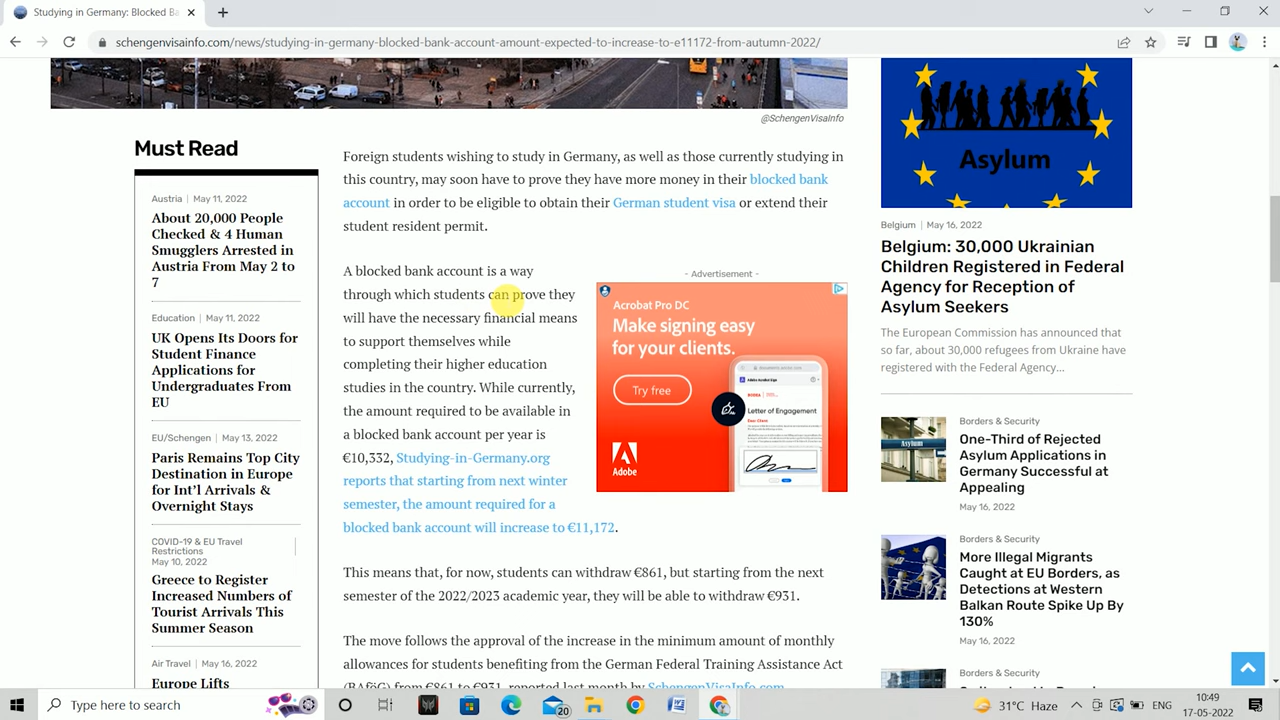 Studying in Germany: Blocked Ba
schengenvisainfo.com/news/studying-in-germany-blocked-bank-account-amount-expected-to-increase-to-e11172-from-autumn-2022/
@SchengenVisaInfo
Must Read
Austria | May 11, 2022
About 20,000 People
Checked & 4 Human
Smugglers Arrested in
Austria From May 2 to
7
Education | May 11, 2022
UK Opens Its Doors for
Student Finance
Applications for
Undergraduates From
EU
EU/Schengen | May 13, 2022
Paris Remains Top City
Destination in Europe
for Int'l Arrivals &
Overnight Stays
COVID-19 & EU Travel
Restrictions
May 10, 2022
Greece to Register
Increased Numbers of
Tourist Arrivals This
Summer Season
Air Travel | May 16, 2022
Europe Lifts
Foreign students wishing to study in Germany, as well as those currently studying in
this country, may soon have to prove they have more money in their blocked bank
account in order to be eligible to obtain their German student visa or extend their
student resident permit.
A blocked bank account is a way
through which students can prove they
will have the necessary financial means
to support themselves while
completing their higher education
studies in the country. While currently,
the amount required to be available in
a blocked bank account per year is
€10,332, Studying-in-Germany.org
reports that starting from next winter
semester, the amount required for a
blocked bank account will increase to €11,172.
- Advertisement -
Acrobat Pro DC
Make signing easy
for your clients.
Try free
Letter of Engagement
Adobe
This means that, for now, students can withdraw €861, but starting from the next
semester of the 2022/2023 academic year, they will be able to withdraw €931.
The move follows the approval of the increase in the minimum amount of monthly
allowances for students benefiting from the German Federal Training Assistance Act
(BAföG) from €861 to €931, reported last month by SchengenVisaInfo.com
Asylum
Belgium | May 16, 2022
Belgium: 30,000 Ukrainian
Children Registered in Federal
Agency for Reception of
Asylum Seekers
The European Commission has announced that
so far, about 30,000 refugees from Ukraine have
registered with the Federal Agency...
Asylum
Borders & Security
One-Third of Rejected
Asylum Applications in
Germany Successful at
Appealing
May 16, 2022
Borders & Security
More Illegal Migrants
Caught at EU Borders, as
Detections at Western
Balkan Route Spike Up By
130%
May 16, 2022
Borders & Security
Type here to search
20
31°C Haze
ENG
10:49
17-05-2022